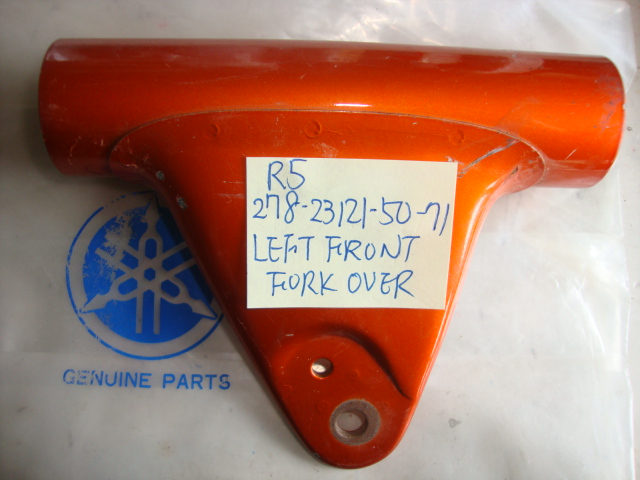 R5
278-23121-50-71
LEFT FRONT
FORK OVER
GENUINE PARTS